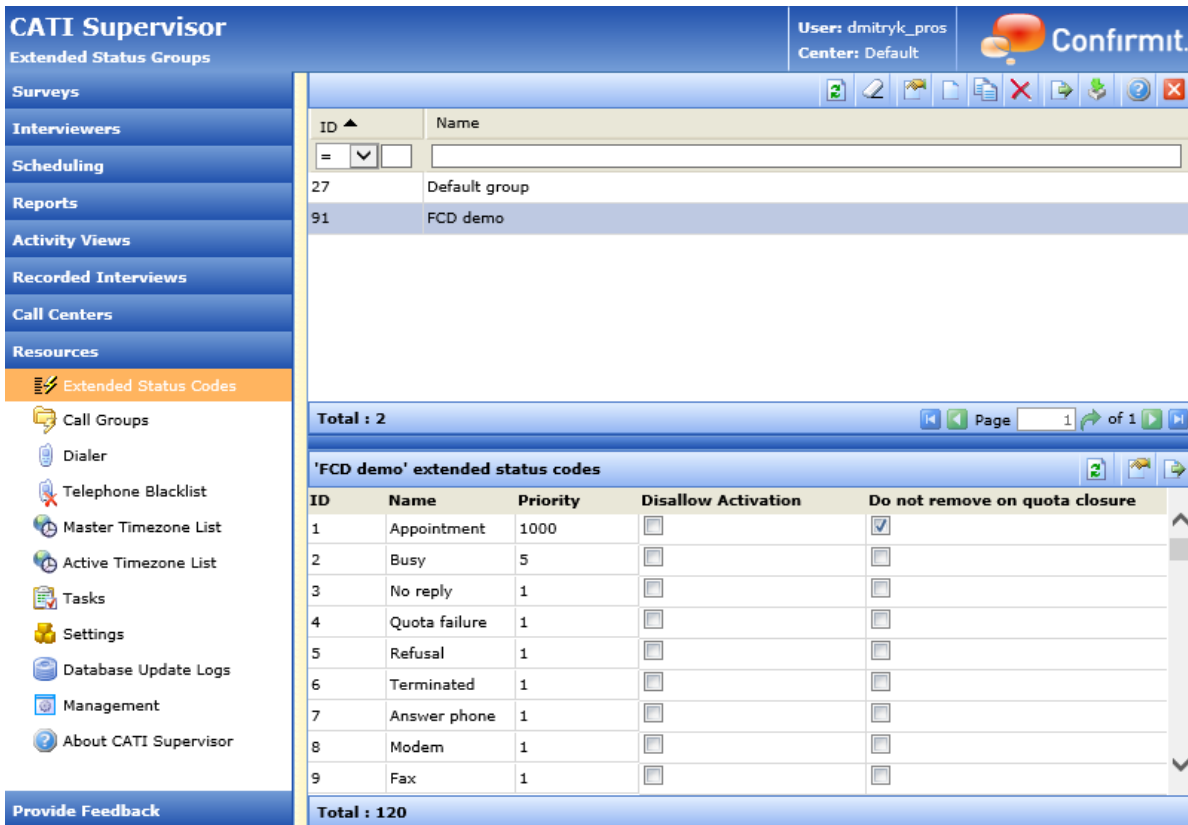 CATI Supervisor
Extended Status Groups
User: dmitryk_pros
Center: Default
Confirmit.
Surveys
Interviewers
Scheduling
Reports
Activity Views
Recorded Interviews
Call Centers
Resources
Extended Status Codes
Call Groups
Dialer
Telephone Blacklist
Master Timezone List
Active Timezone List
Tasks
Settings
Database Update Logs
Management
About CATI Supervisor
Provide Feedback
ID Name
=
27 Default group
91 FCD demo
Total : 2 Page 1 of 1
'FCD demo' extended status codes
ID Name Priority Disallow Activation Do not remove on quota closure
1 Appointment 1000
2 Busy 5
3 No reply 1
4 Quota failure 1
5 Refusal 1
6 Terminated 1
7 Answer phone 1
8 Modem 1
9 Fax 1
Total : 120